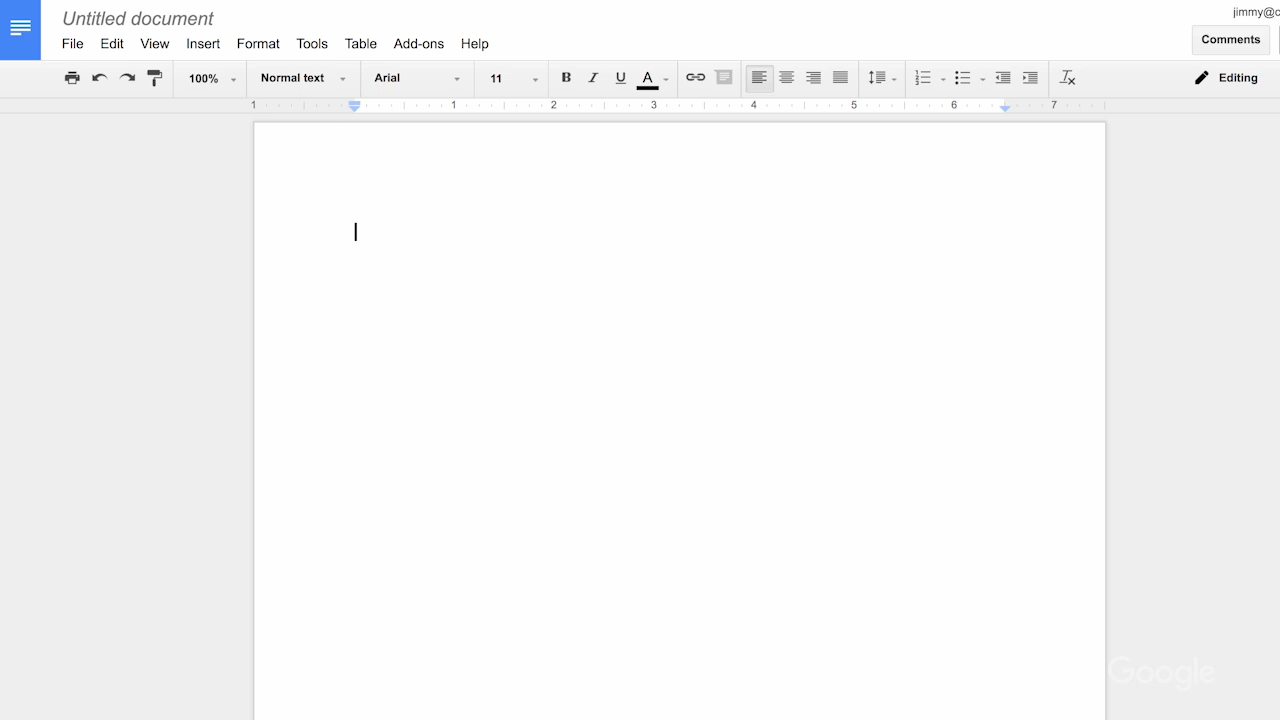 Untitled document
jimmy@c
File Edit View Insert Format Tools Table Add-ons Help
Comments
100% Normal text Arial 11 B I U A Editing
1 1 2 3 4 5 6 7
Google